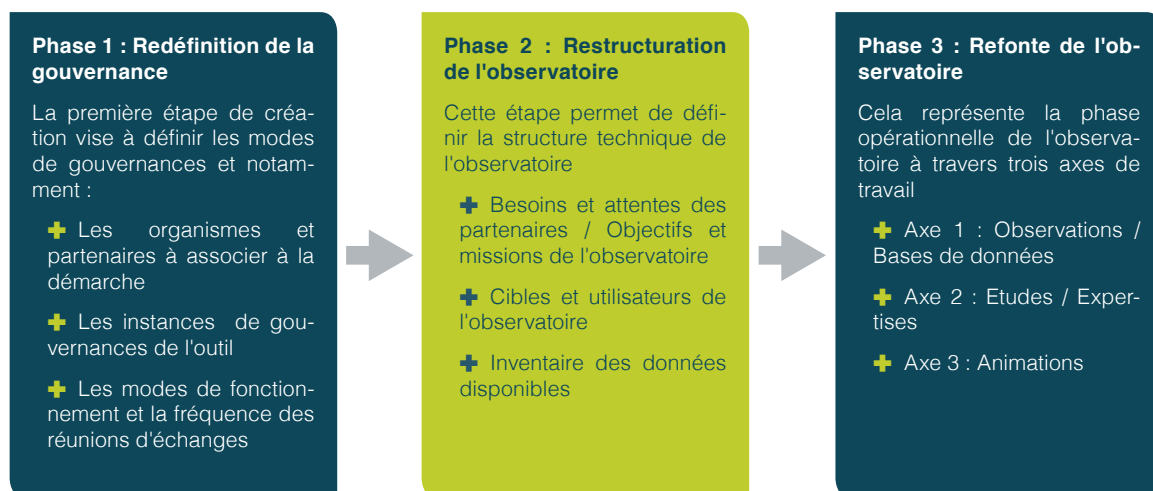 Phase 1 : Redéfinition de la
gouvernance
La première étape de créa-
tion vise à définir les modes
de gouvernances et notam-
ment :
Les organismes et
partenaires à associer à la
démarche
Les instances de gou-
vernances de l'outil
Les modes de fonction-
nement et la fréquence des
réunions d'échanges
Phase 2 : Restructuration
de l'observatoire
Cette étape permet de défi-
nir la structure technique de
l'observatoire
Besoins et attentes des
partenaires / Objectifs et
missions de l'observatoire
Cibles et utilisateurs de
l'observatoire
Inventaire des données
disponibles
Phase 3 : Refonte de l'ob-
servatoire
Cela représente la phase
opérationnelle de l'observa-
toire à travers trois axes de
travail
Axe 1 : Observations /
Bases de données
Axe 2 : Etudes / Exper-
tises
Axe 3 : Animations